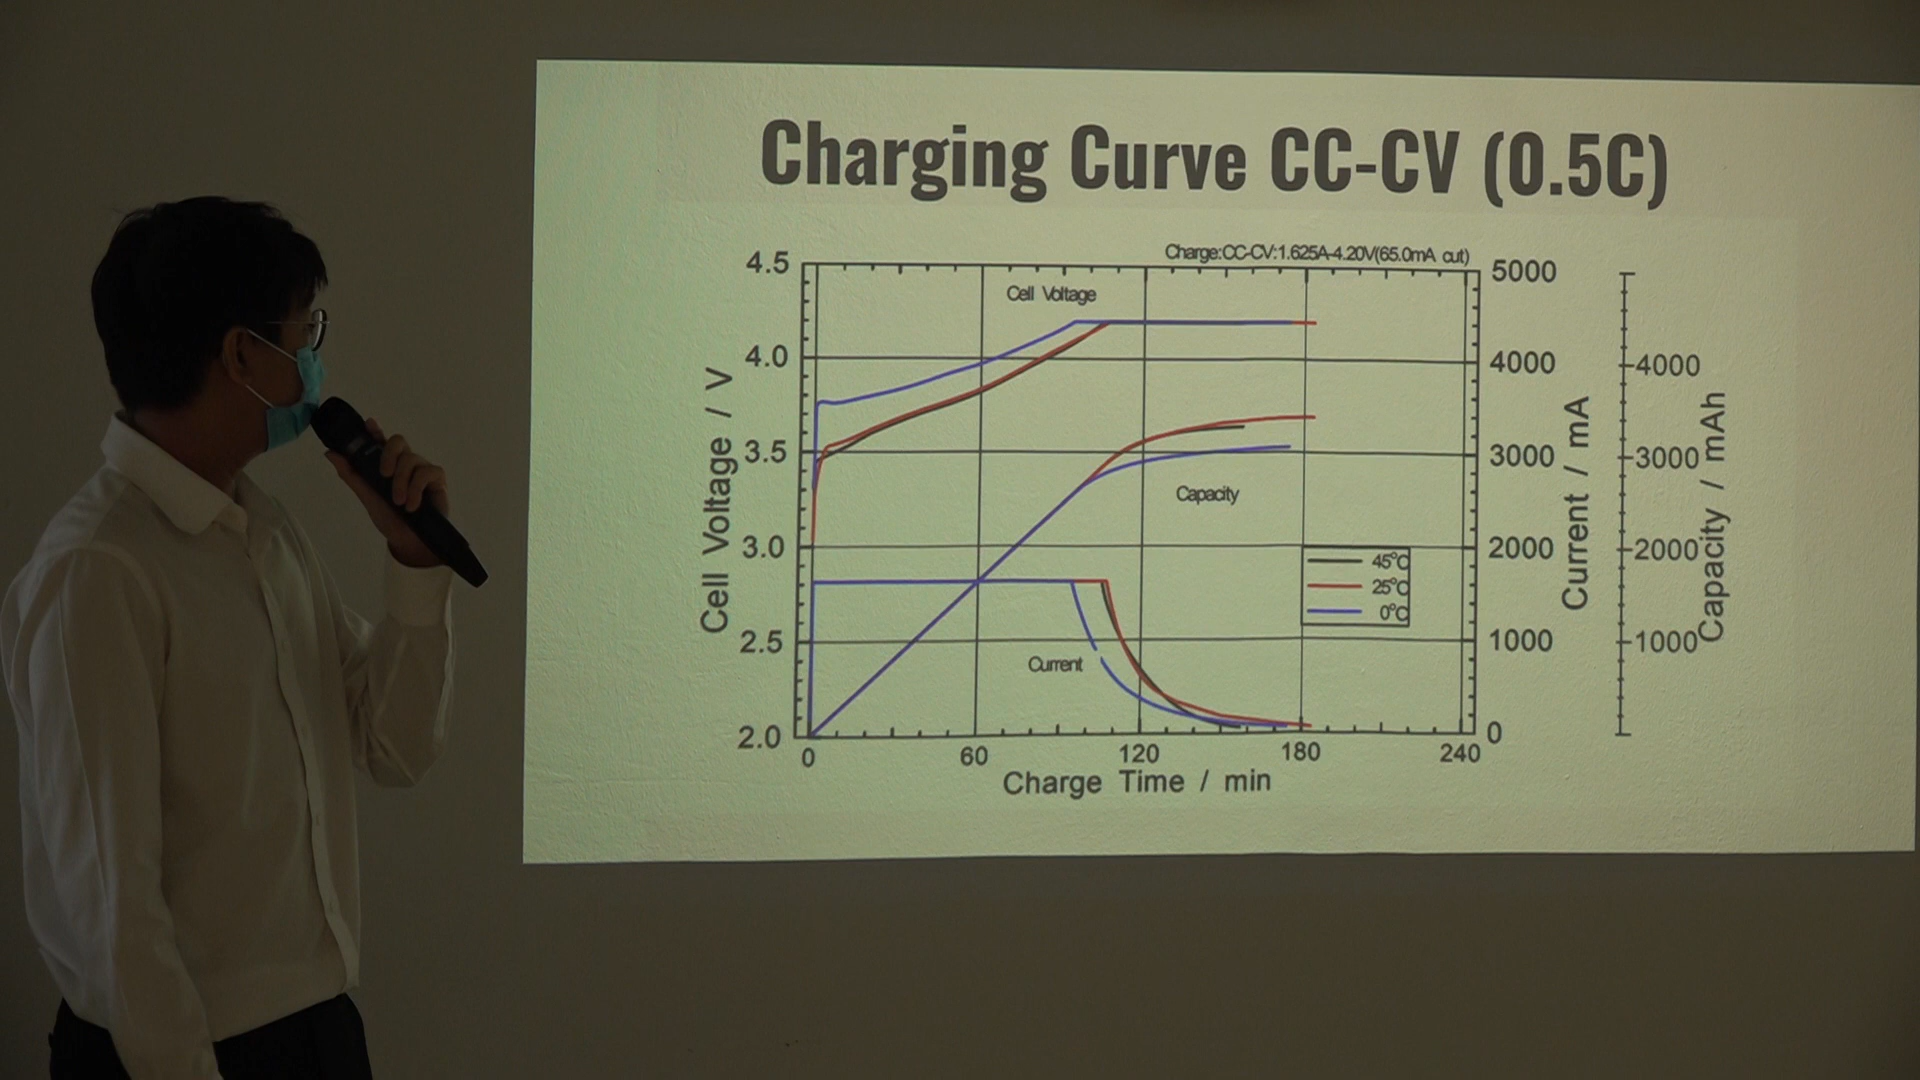 Charging Curve CC-CV (0.5C)
Charge:CC-CV:1.625A-4.20V(65.0mA cut)
Cell Voltage
Capacity
Current
45°C
25°C
0°C
Cell Voltage / V
4.5
4.0
3.5
3.0
2.5
2.0
0 60 120 180 240
Charge Time / min
5000
4000
3000
2000
1000
0
Current / mA
4000
3000
2000
1000
Capacity / mAh